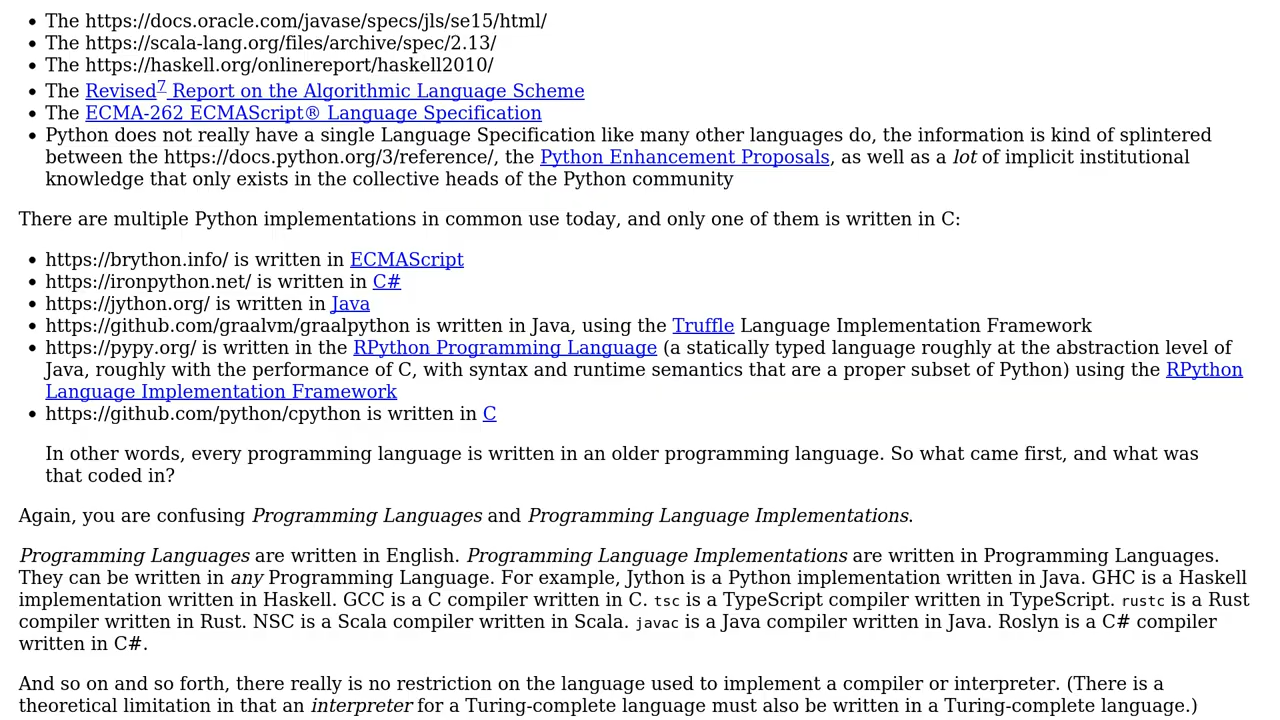 • The https://docs.oracle.com/javase/specs/jls/se15/html/
• The https://scala-lang.org/files/archive/spec/2.13/
• The https://haskell.org/onlinereport/haskell2010/
• The Revised7 Report on the Algorithmic Language Scheme
• The ECMA-262 ECMAScript® Language Specification
• Python does not really have a single Language Specification like many other languages do, the information is kind of splintered
between the https://docs.python.org/3/reference/, the Python Enhancement Proposals, as well as a lot of implicit institutional
knowledge that only exists in the collective heads of the Python community
There are multiple Python implementations in common use today, and only one of them is written in C:
• https://brython.info/ is written in ECMAScript
• https://ironpython.net/ is written in C#
• https://jython.org/ is written in Java
• https://github.com/graalvm/graalpython is written in Java, using the Truffle Language Implementation Framework
• https://pypy.org/ is written in the RPython Programming Language (a statically typed language roughly at the abstraction level of
Java, roughly with the performance of C, with syntax and runtime semantics that are a proper subset of Python) using the RPython
Language Implementation Framework
• https://github.com/python/cpython is written in C
In other words, every programming language is written in an older programming language. So what came first, and what was
that coded in?
Again, you are confusing Programming Languages and Programming Language Implementations.
Programming Languages are written in English. Programming Language Implementations are written in Programming Languages.
They can be written in any Programming Language. For example, Jython is a Python implementation written in Java. GHC is a Haskell
implementation written in Haskell. GCC is a C compiler written in C. tsc is a TypeScript compiler written in TypeScript. rustc is a Rust
compiler written in Rust. NSC is a Scala compiler written in Scala. javac is a Java compiler written in Java. Roslyn is a C# compiler
written in C#.
And so on and so forth, there really is no restriction on the language used to implement a compiler or interpreter. (There is a
theoretical limitation in that an interpreter for a Turing-complete language must also be written in a Turing-complete language.)